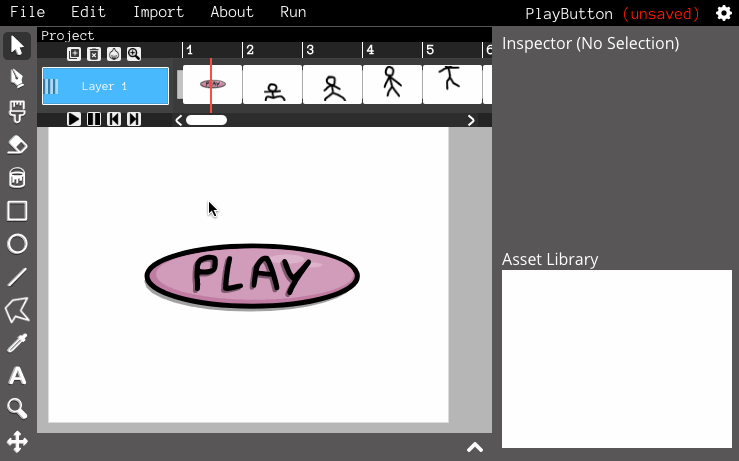 File Edit Import About Run PlayButton (unsaved)
Project
Inspector (No Selection)
1 2 3 4 5 6
Layer 1
PLAY
PLAY
Asset Library
A